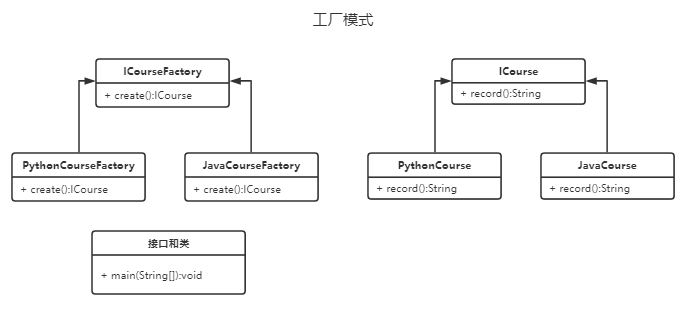 工厂模式
ICourseFactory
+ create():ICourse
ICourse
+ record():String
PythonCourseFactory
+ create():ICourse
JavaCourseFactory
+ create():ICourse
PythonCourse
+ record():String
JavaCourse
+ record():String
接口和类
+ main(String[]):void